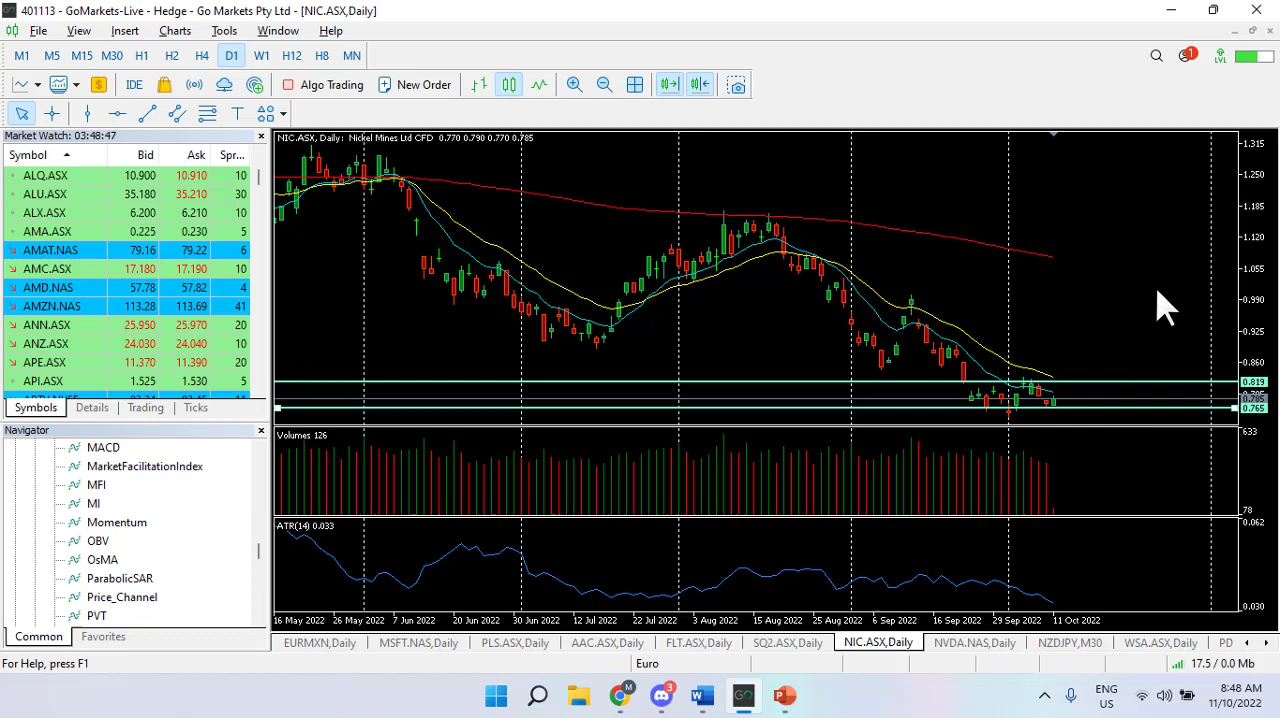 401113 - GoMarkets-Live - Hedge - Go Markets Pty Ltd - [NIC.ASX,Daily]
File View Insert Charts Tools Window Help
M1 M5 M15 M30 H1 H2 H4 D1 W1 H12 H8 MN
1 LVL
IDE Algo Trading New Order
Market Watch: 03:48:47
Symbol Bid Ask Spr...
ALQ.ASX 10.900 10.910 10
ALU.ASX 35.180 35.210 30
ALX.ASX 6.200 6.210 10
AMA.ASX 0.225 0.230 5
AMAT.NAS 79.16 79.22 6
AMC.ASX 17.180 17.190 10
AMD.NAS 57.78 57.82 4
AMZN.NAS 113.28 113.69 41
ANN.ASX 25.950 25.970 20
ANZ.ASX 24.030 24.040 10
APE.ASX 11.370 11.390 20
API.ASX 1.525 1.530 5
Symbols Details Trading Ticks
Navigator
MACD
MarketFacilitationIndex
MFI
MI
Momentum
OBV
OsMA
ParabolicSAR
Price_Channel
PVT
Common Favorites
NIC.ASX, Daily: Nickel Mines Ltd CFD 0.770 0.790 0.770 0.785
1.315
1.250
1.185
1.120
1.055
0.990
0.925
0.860
0.819
0.785
0.765
Volumes 126
633
78
ATR(14) 0.033
0.062
0.030
16 May 2022 26 May 2022 7 Jun 2022 20 Jun 2022 30 Jun 2022 12 Jul 2022 22 Jul 2022 3 Aug 2022 15 Aug 2022 25 Aug 2022 6 Sep 2022 16 Sep 2022 29 Sep 2022 11 Oct 2022
EURMXN,Daily MSFT.NAS,Daily PLS.ASX,Daily AAC.ASX,Daily FLT.ASX,Daily SQ2.ASX,Daily NIC.ASX,Daily NVDA.NAS,Daily NZDJPY,M30 WSA.ASX,Daily PD
For Help, press F1 Euro 17.5 / 0.0 Mb
M 3 W GO P
ENG
US
8:48 AM
11/10/2022